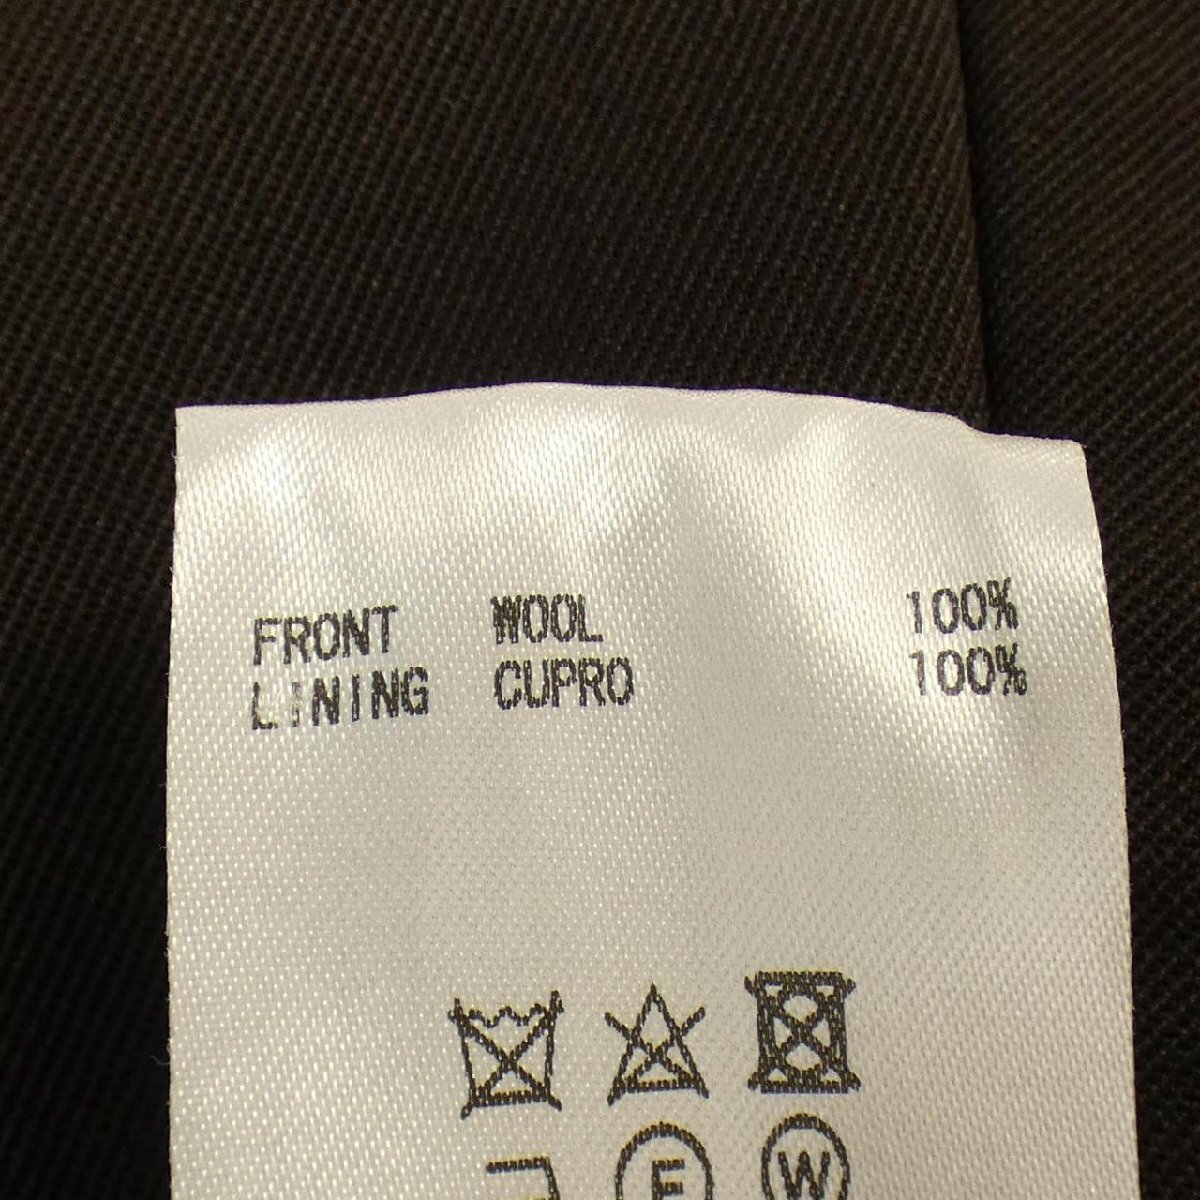 FRONT WOOL 100%
LINING CUPRO 100%
F W